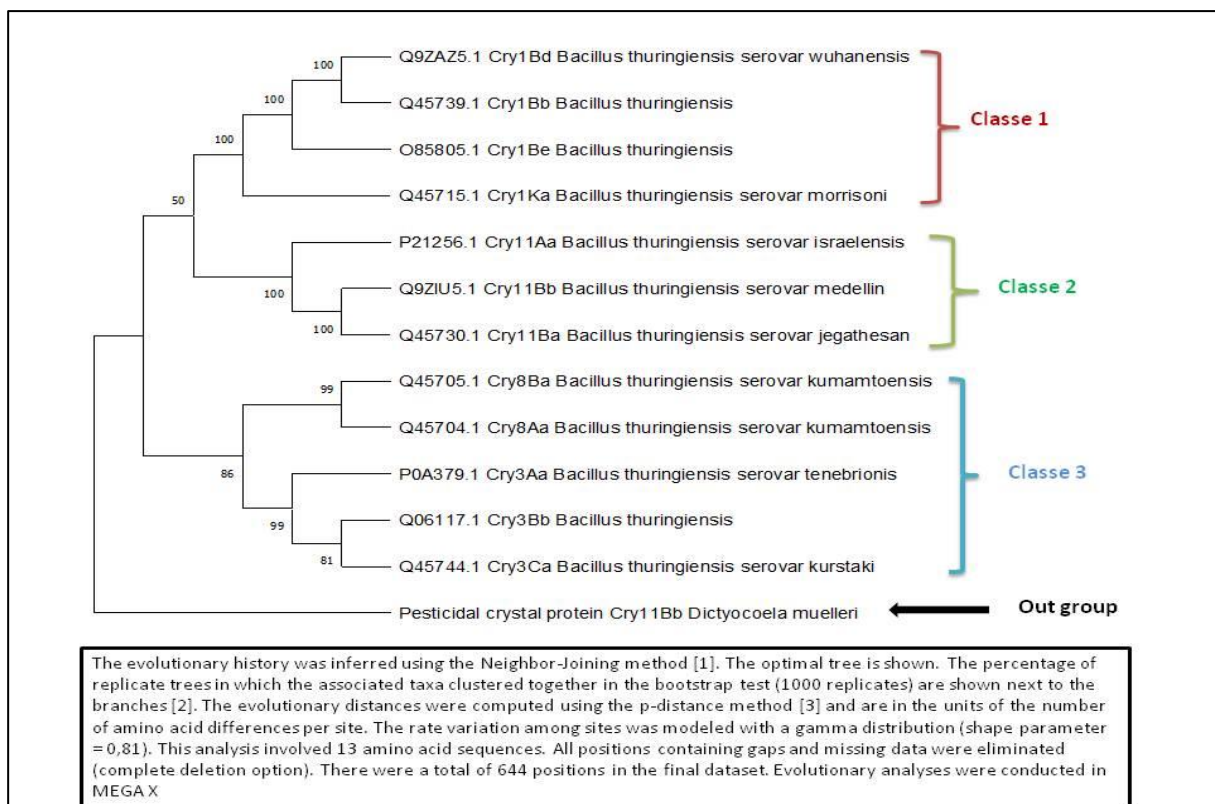 Q9ZAZ5.1 Cry1Bd Bacillus thuringiensis serovar wuhanensis
100
Q45739.1 Cry1Bb Bacillus thuringiensis
100
Classe 1
O85805.1 Cry1Be Bacillus thuringiensis
100
Q45715.1 Cry1Ka Bacillus thuringiensis serovar morrisoni
50
P21256.1 Cry11Aa Bacillus thuringiensis serovar israelensis
Q9ZIU5.1 Cry11Bb Bacillus thuringiensis serovar medellin
Classe 2
100
Q45730.1 Cry11Ba Bacillus thuringiensis serovar jegathesan
100
Q45705.1 Cry8Ba Bacillus thuringiensis serovar kumamtoensis
99
Q45704.1 Cry8Aa Bacillus thuringiensis serovar kumamtoensis
P0A379.1 Cry3Aa Bacillus thuringiensis serovar tenebrionis
Classe 3
86
Q06117.1 Cry3Bb Bacillus thuringiensis
99
Q45744.1 Cry3Ca Bacillus thuringiensis serovar kurstaki
81
Pesticidal crystal protein Cry11Bb Dictyocoela muelleri
Out group
The evolutionary history was inferred using the Neighbor-Joining method [1]. The optimal tree is shown. The percentage of
replicate trees in which the associated taxa clustered together in the bootstrap test (1000 replicates) are shown next to the
branches [2]. The evolutionary distances were computed using the p-distance method [3] and are in the units of the number
of amino acid differences per site. The rate variation among sites was modeled with a gamma distribution (shape parameter
= 0,81). This analysis involved 13 amino acid sequences. All positions containing gaps and missing data were eliminated
(complete deletion option). There were a total of 644 positions in the final dataset. Evolutionary analyses were conducted in
MEGA X